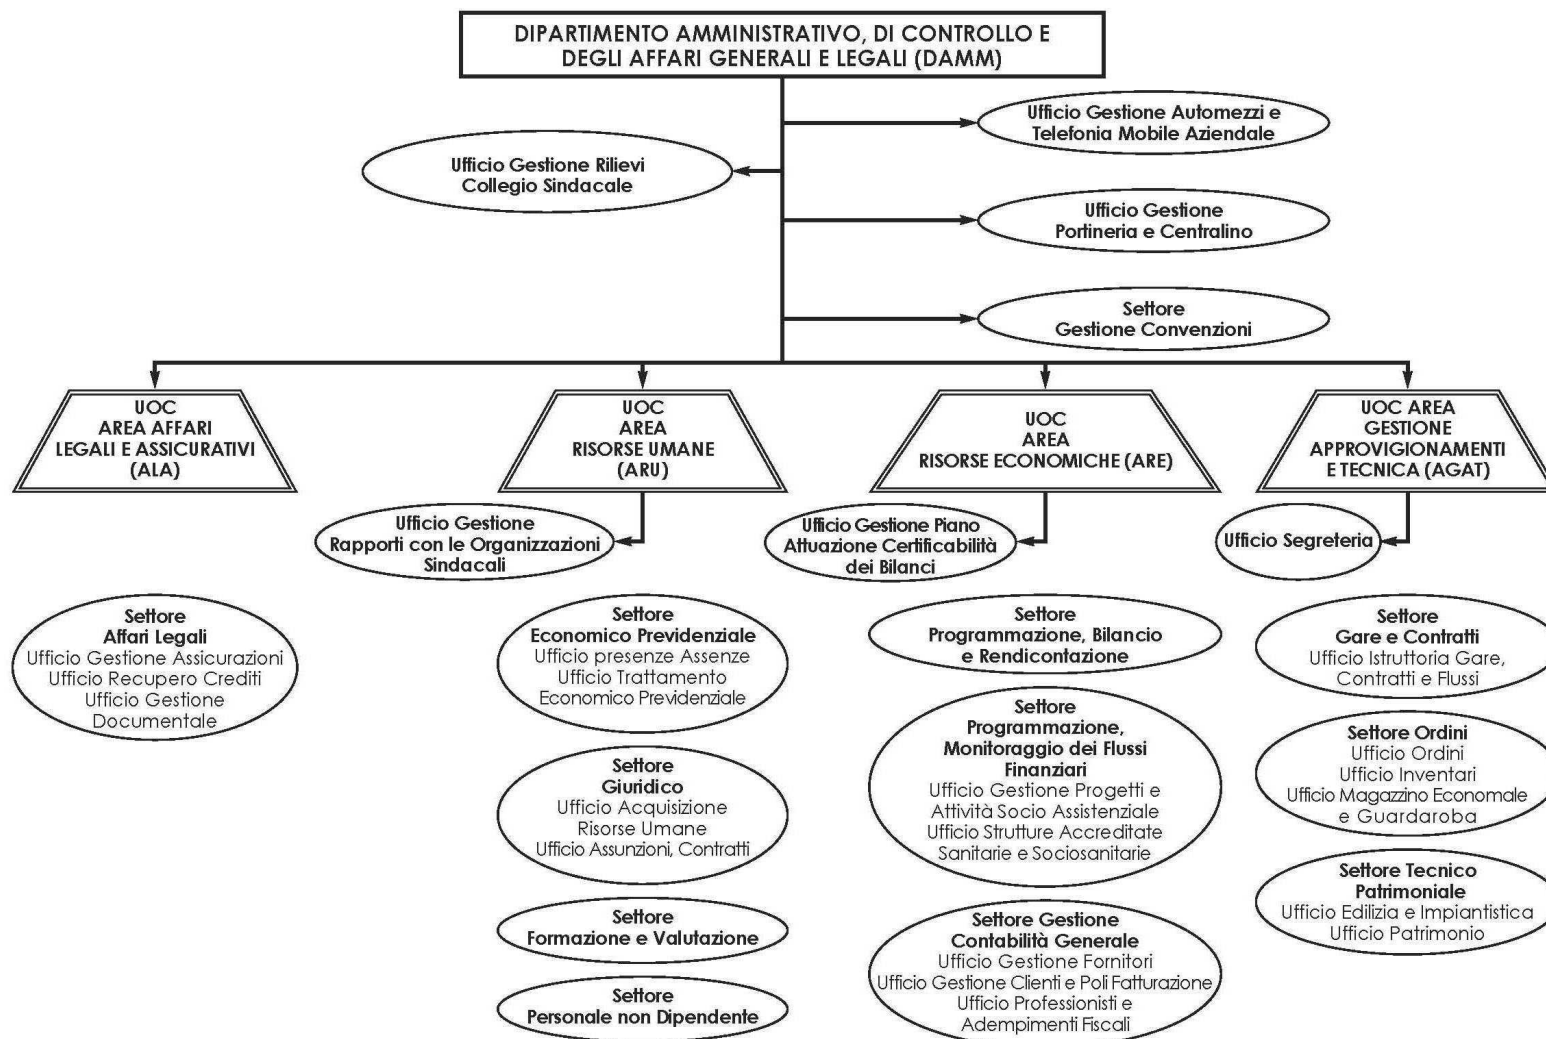 DIPARTIMENTO AMMINISTRATIVO, DI CONTROLLO E
DEGLI AFFARI GENERALI E LEGALI (DAMM)
Ufficio Gestione Automezzi e
Telefonia Mobile Aziendale
Ufficio Gestione Rilievi
Collegio Sindacale
Ufficio Gestione
Portineria e Centralino
Settore
Gestione Convenzioni
UOC
AREA AFFARI
LEGALI E ASSICURATIVI
(ALA)
UOC
AREA
RISORSE UMANE
(ARU)
UOC
AREA
RISORSE ECONOMICHE (ARE)
UOC AREA
GESTIONE
APPROVIGIONAMENTI
E TECNICA (AGAT)
Ufficio Gestione
Rapporti con le Organizzazioni
Sindacali
Ufficio Gestione Piano
Attuazione Certificabilità
dei Bilanci
Ufficio Segreteria
Settore
Affari Legali
Ufficio Gestione Assicurazioni
Ufficio Recupero Crediti
Ufficio Gestione
Documentale
Settore
Economico Previdenziale
Ufficio presenze Assenze
Ufficio Trattamento
Economico Previdenziale
Settore
Giuridico
Ufficio Acquisizione
Risorse Umane
Ufficio Assunzioni, Contratti
Settore
Formazione e Valutazione
Settore
Personale non Dipendente
Settore
Programmazione, Bilancio
e Rendicontazione
Settore
Programmazione,
Monitoraggio dei Flussi
Finanziari
Ufficio Gestione Progetti e
Attività Socio Assistenziale
Ufficio Strutture Accreditate
Sanitarie e Sociosanitarie
Settore Gestione
Contabilità Generale
Ufficio Gestione Fornitori
Ufficio Gestione Clienti e Poli Fatturazione
Ufficio Professionisti e
Adempimenti Fiscali
Settore
Gare e Contratti
Ufficio Istruttoria Gare,
Contratti e Flussi
Settore Ordini
Ufficio Ordini
Ufficio Inventari
Ufficio Magazzino Economale
e Guardaroba
Settore Tecnico
Patrimoniale
Ufficio Edilizia e Impiantistica
Ufficio Patrimonio